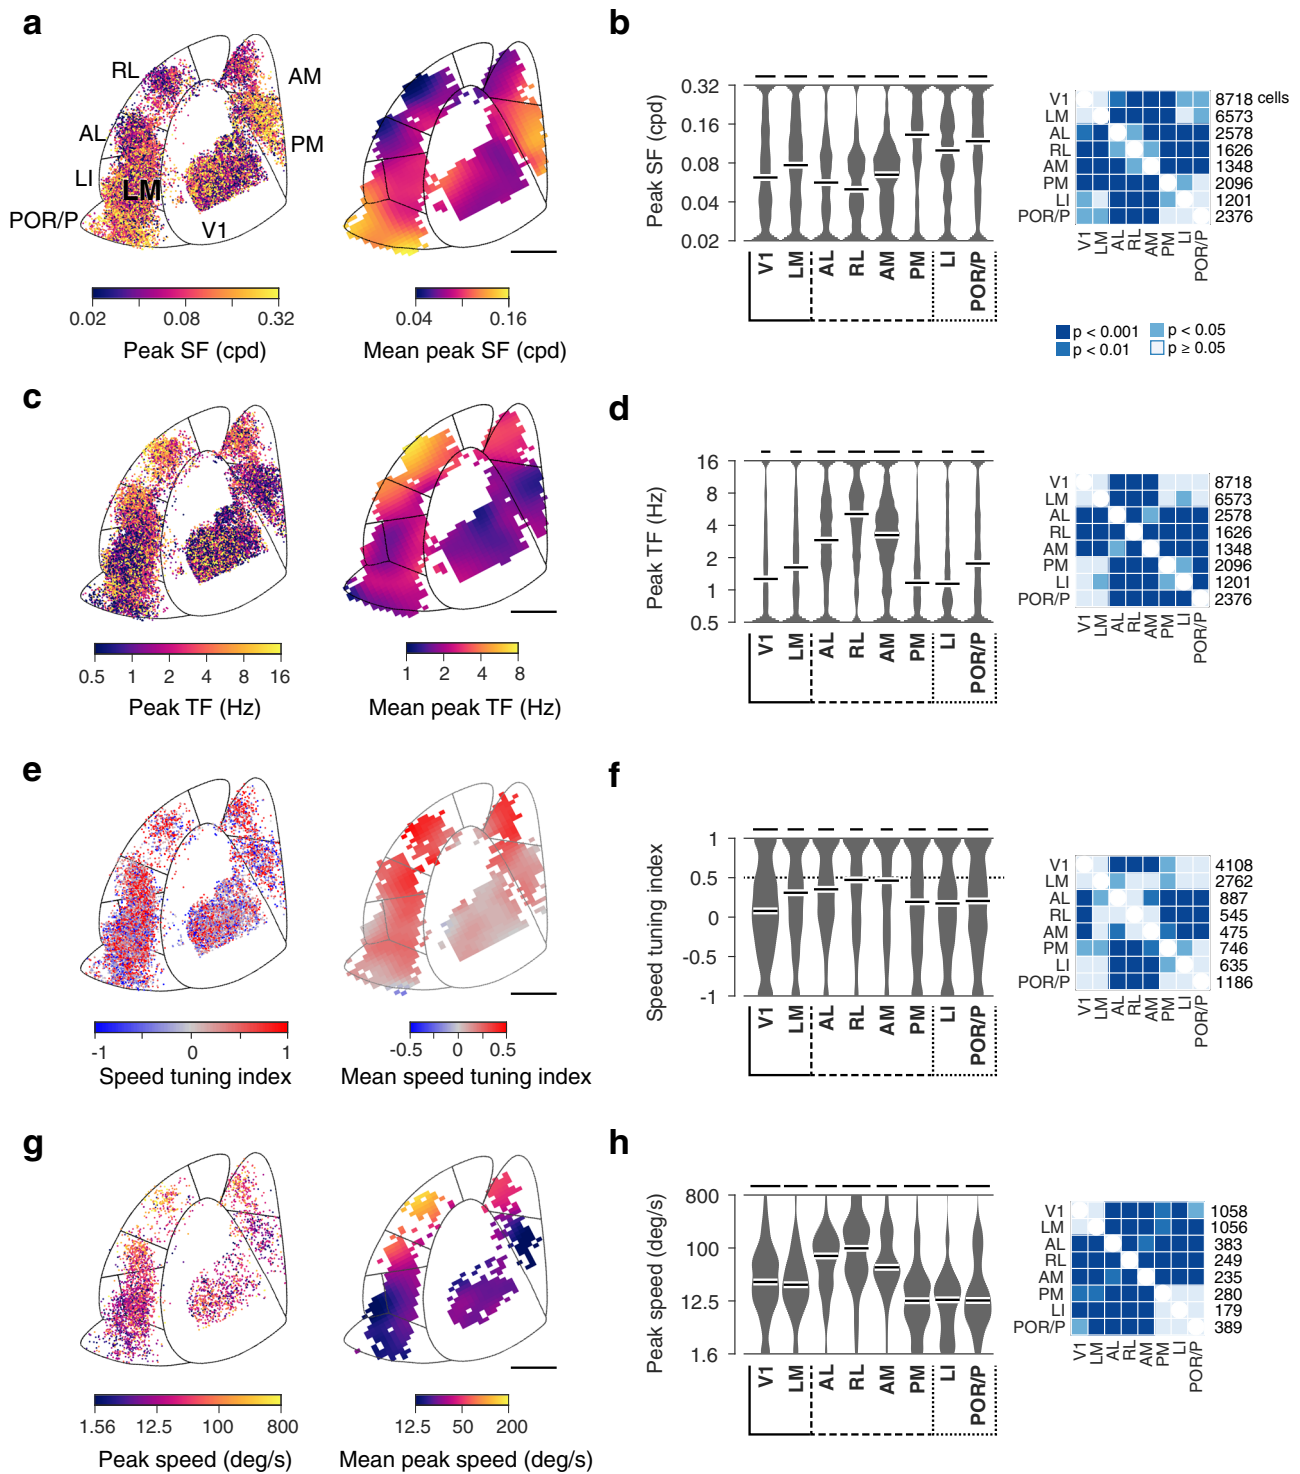 a
RL
AM
AL
PM
LI
LM
POR/P
V1
0.02 0.08 0.32
Peak SF (cpd)
0.04 0.16
Mean peak SF (cpd)
b
Peak SF (cpd)
0.32
0.16
0.08
0.04
0.02
V1 LM AL RL AM PM LI POR/P
V1 8718 cells
LM 6573
AL 2578
RL 1626
AM 1348
PM 2096
LI 1201
POR/P 2376
V1 LM AL RL AM PM LI POR/P
p < 0.001 p < 0.05
p < 0.01 p ≥ 0.05
c
0.5 1 2 4 8 16
Peak TF (Hz)
1 2 4 8
Mean peak TF (Hz)
d
Peak TF (Hz)
16
8
4
2
1
0.5
V1 LM AL RL AM PM LI POR/P
V1 8718
LM 6573
AL 2578
RL 1626
AM 1348
PM 2096
LI 1201
POR/P 2376
V1 LM AL RL AM PM LI POR/P
e
-1 0 1
Speed tuning index
-0.5 0 0.5
Mean speed tuning index
f
Speed tuning index
1
0.5
0
-0.5
-1
V1 LM AL RL AM PM LI POR/P
V1 4108
LM 2762
AL 887
RL 545
AM 475
PM 746
LI 635
POR/P 1186
V1 LM AL RL AM PM LI POR/P
g
1.56 12.5 100 800
Peak speed (deg/s)
12.5 50 200
Mean peak speed (deg/s)
h
Peak speed (deg/s)
800
100
12.5
1.6
V1 LM AL RL AM PM LI POR/P
V1 1058
LM 1056
AL 383
RL 249
AM 235
PM 280
LI 179
POR/P 389
V1 LM AL RL AM PM LI POR/P